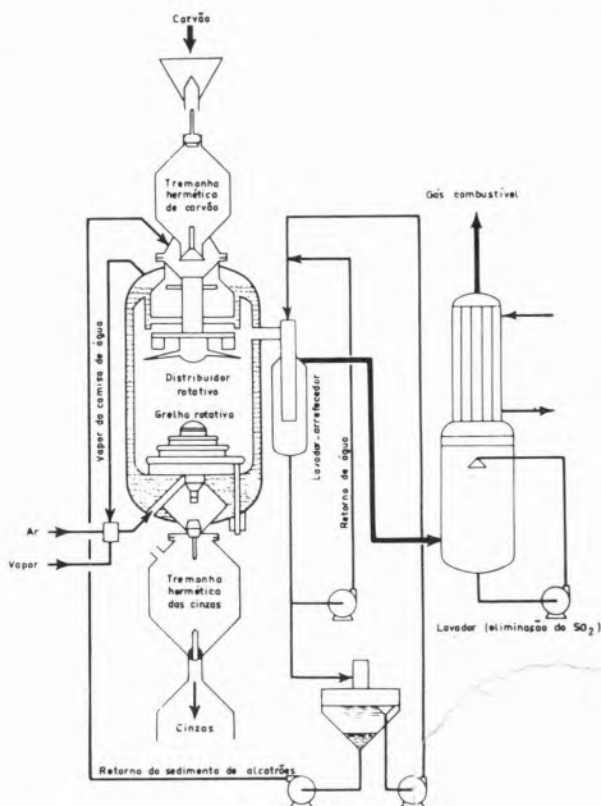 Carvão
Tremonha
hermética
de carvão
Gás combustível
Vapor da camisa de água
Distribuidor
rotativo
Grelha rotativa
Lavador-arrefecedor
Retorno de água
Ar
Vapor
Tremonha
hermética
das cinzas
Lavador (eliminação do SO2)
Cinzas
Retorno do sedimento de alcatrões